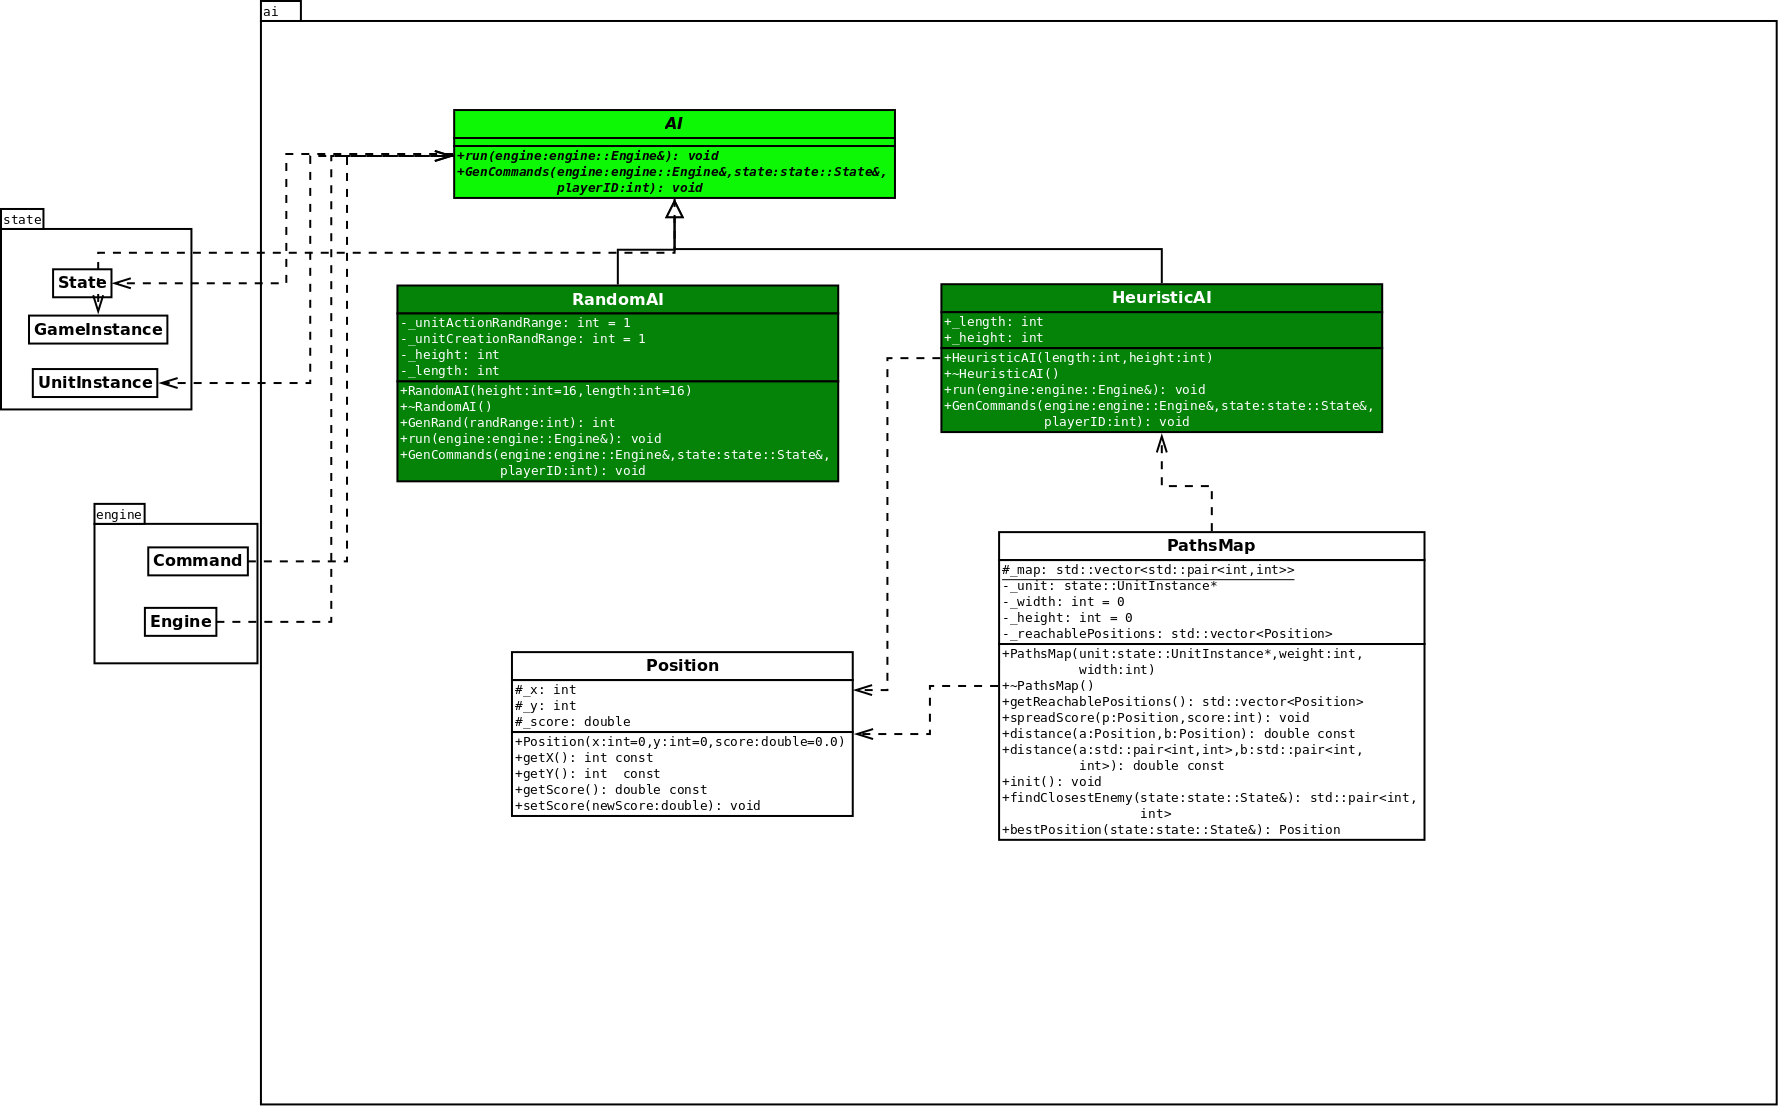 ai
AI
+run(engine:engine::Engine&): void
+GenCommands(engine:engine::Engine&,state:state::State&,
playerID:int): void
state
State
GameInstance
UnitInstance
RandomAI
-_unitActionRandRange: int = 1
-_unitCreationRandRange: int = 1
-_height: int
-_length: int
+RandomAI(height:int=16,length:int=16)
+~RandomAI()
+GenRand(randRange:int): int
+run(engine:engine::Engine&): void
+GenCommands(engine:engine::Engine&,state:state::State&,
playerID:int): void
HeuristicAI
+_length: int
+_height: int
+HeuristicAI(length:int,height:int)
+~HeuristicAI()
+run(engine:engine::Engine&): void
+GenCommands(engine:engine::Engine&,state:state::State&,
playerID:int): void
engine
Command
Engine
Position
#_x: int
#_y: int
#_score: double
+Position(x:int=0,y:int=0,score:double=0.0)
+getX(): int const
+getY(): int  const
+getScore(): double const
+setScore(newScore:double): void
PathsMap
#_map: std::vector<std::pair<int,int>>
-_unit: state::UnitInstance*
-_width: int = 0
-_height: int = 0
-_reachablePositions: std::vector<Position>
+PathsMap(unit:state::UnitInstance*,weight:int,
width:int)
+~PathsMap()
+getReachablePositions(): std::vector<Position>
+spreadScore(p:Position,score:int): void
+distance(a:Position,b:Position): double const
+distance(a:std::pair<int,int>,b:std::pair<int,
int>): double const
+init(): void
+findClosestEnemy(state:state::State&): std::pair<int,
int>
+bestPosition(state:state::State&): Position